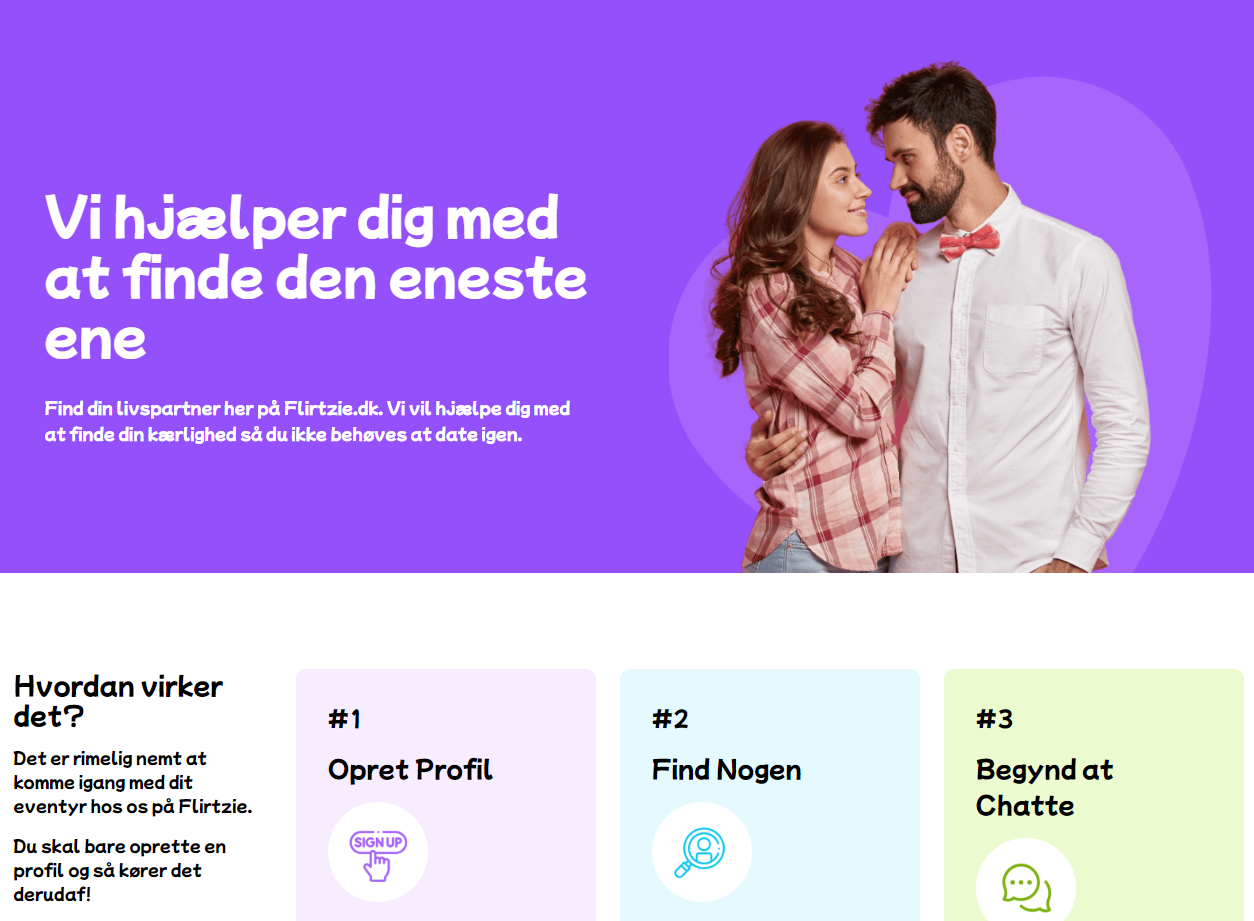 Vi hjælper dig med
at finde den eneste
ene
Find din livspartner her på Flirtzie.dk. Vi vil hjælpe dig med
at finde din kærlighed så du ikke behøves at date igen.
Hvordan virker
det?
Det er rimelig nemt at
komme igang med dit
eventyr hos os på Flirtzie.
Du skal bare oprette en
profil og så kører det
derudaf!
#1
Opret Profil
SIGN UP
#2
Find Nogen
#3
Begynd at
Chatte